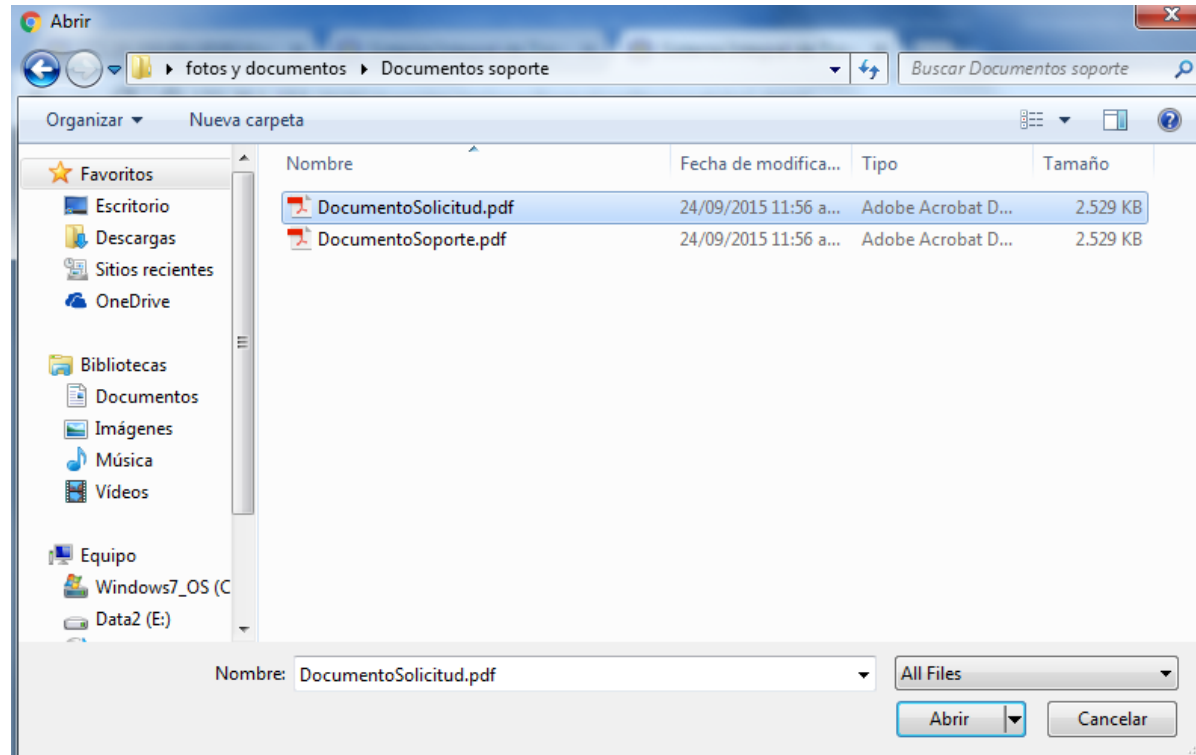 Abrir
fotos y documentos Documentos soporte
Buscar Documentos soporte
Organizar Nueva carpeta
Nombre Fecha de modifica... Tipo Tamaño
DocumentoSolicitud.pdf 24/09/2015 11:56 a... Adobe Acrobat D... 2.529 KB
DocumentoSoporte.pdf 24/09/2015 11:56 a... Adobe Acrobat D... 2.529 KB
Favoritos
Escritorio
Descargas
Sitios recientes
OneDrive
Bibliotecas
Documentos
Imágenes
Música
Vídeos
Equipo
Windows7_OS (C
Data2 (E:)
Nombre: DocumentoSolicitud.pdf
All Files
Abrir Cancelar